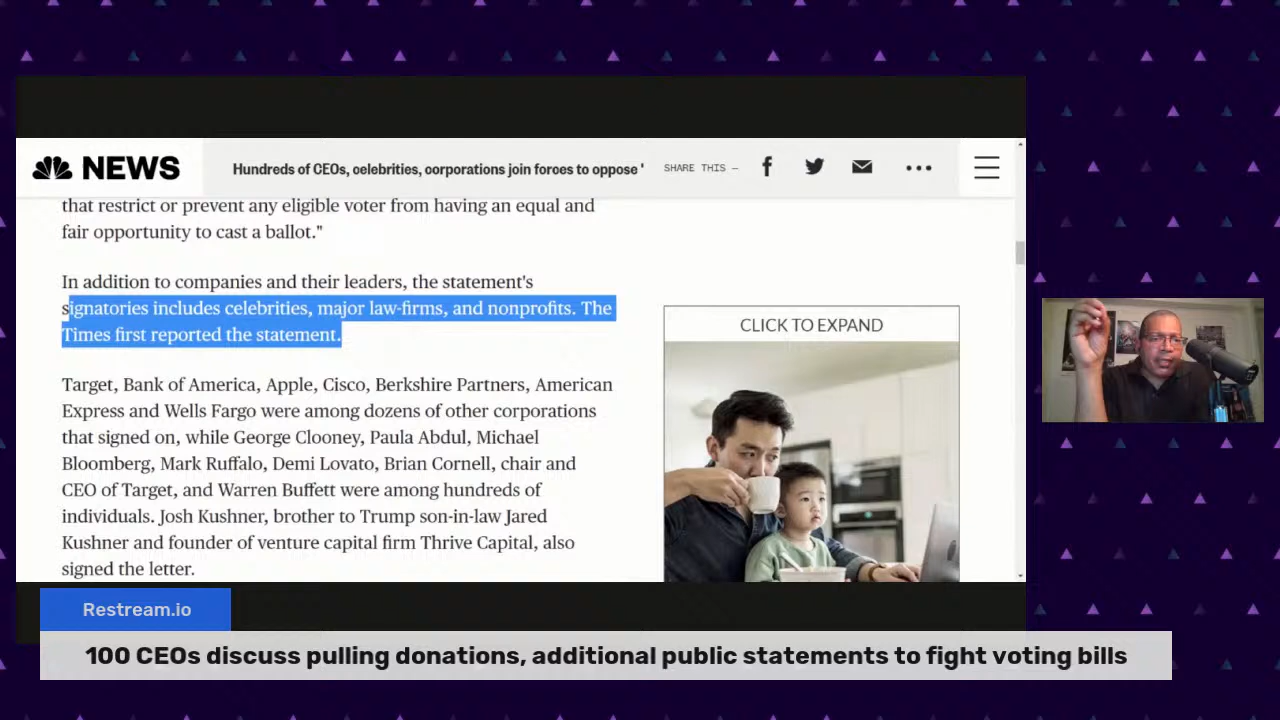 NEWS
Hundreds of CEOs, celebrities, corporations join forces to oppose '
SHARE THIS —
that restrict or prevent any eligible voter from having an equal and
fair opportunity to cast a ballot."
In addition to companies and their leaders, the statement's
signatories includes celebrities, major law-firms, and nonprofits. The
Times first reported the statement.
Target, Bank of America, Apple, Cisco, Berkshire Partners, American
Express and Wells Fargo were among dozens of other corporations
that signed on, while George Clooney, Paula Abdul, Michael
Bloomberg, Mark Ruffalo, Demi Lovato, Brian Cornell, chair and
CEO of Target, and Warren Buffett were among hundreds of
individuals. Josh Kushner, brother to Trump son-in-law Jared
Kushner and founder of venture capital firm Thrive Capital, also
signed the letter.
CLICK TO EXPAND
Restream.io
100 CEOs discuss pulling donations, additional public statements to fight voting bills